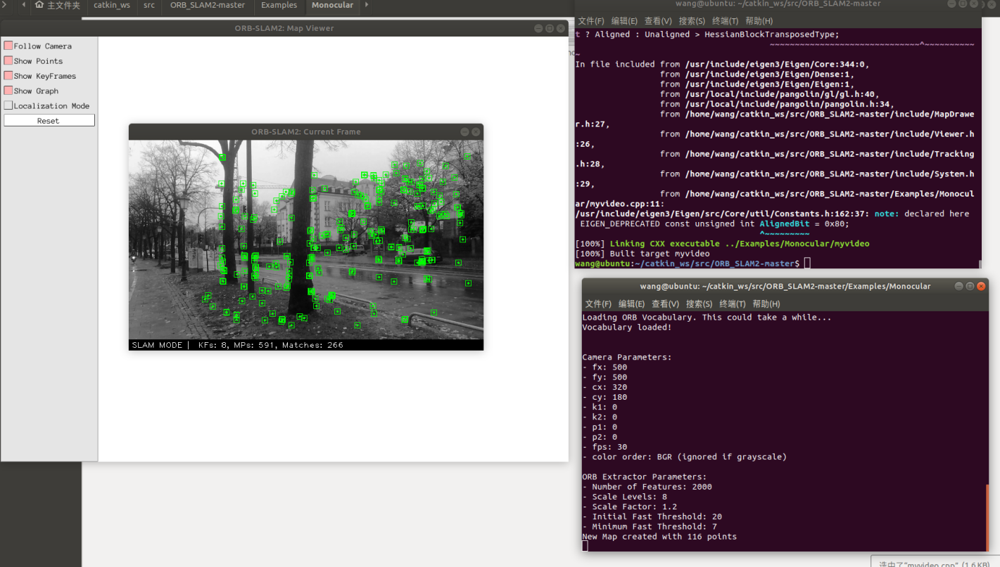 主文件夹 catkin_ws src ORB_SLAM2-master Examples Monocular
ORB-SLAM2: Map Viewer
Follow Camera
Show Points
Show KeyFrames
Show Graph
Localization Mode
Reset
ORB-SLAM2: Current Frame
SLAM MODE | KFs: 8, MPs: 591, Matches: 266
wang@ubuntu: ~/catkin_ws/src/ORB_SLAM2-master
文件(F) 编辑(E) 查看(V) 搜索(S) 终端(T) 帮助(H)
t ? Aligned : Unaligned > HessianBlockTransposedType;
~~~~~~~~~~~~~~~~~~~~~~~~~~~~~~^~~~~~~~~~~
~
In file included from /usr/include/eigen3/Eigen/Core:344:0,
from /usr/include/eigen3/Eigen/Dense:1,
from /usr/include/eigen3/Eigen/Eigen:1,
from /usr/local/include/pangolin/gl/gl.h:40,
from /usr/local/include/pangolin/pangolin.h:34,
from /home/wang/catkin_ws/src/ORB_SLAM2-master/include/MapDrawe
r.h:27,
from /home/wang/catkin_ws/src/ORB_SLAM2-master/include/Viewer.h
:26,
from /home/wang/catkin_ws/src/ORB_SLAM2-master/include/Tracking
.h:28,
from /home/wang/catkin_ws/src/ORB_SLAM2-master/include/System.h
:29,
from /home/wang/catkin_ws/src/ORB_SLAM2-master/Examples/Monocul
ar/myvideo.cpp:11:
/usr/include/eigen3/Eigen/src/Core/util/Constants.h:162:37: note: declared here
EIGEN_DEPRECATED const unsigned int AlignedBit = 0x80;
^~~~~~~~~~
[100%] Linking CXX executable ../Examples/Monocular/myvideo
[100%] Built target myvideo
wang@ubuntu:~/catkin_ws/src/ORB_SLAM2-master$
wang@ubuntu: ~/catkin_ws/src/ORB_SLAM2-master/Examples/Monocular
文件(F) 编辑(E) 查看(V) 搜索(S) 终端(T) 帮助(H)
Loading ORB Vocabulary. This could take a while...
Vocabulary loaded!
Camera Parameters:
- fx: 500
- fy: 500
- cx: 320
- cy: 180
- k1: 0
- k2: 0
- p1: 0
- p2: 0
- fps: 30
- color order: BGR (ignored if grayscale)
ORB Extractor Parameters:
- Number of Features: 2000
- Scale Levels: 8
- Scale Factor: 1.2
- Initial Fast Threshold: 20
- Minimum Fast Threshold: 7
New Map created with 116 points
选中了“myvideo.cpp” (1.6 KB)